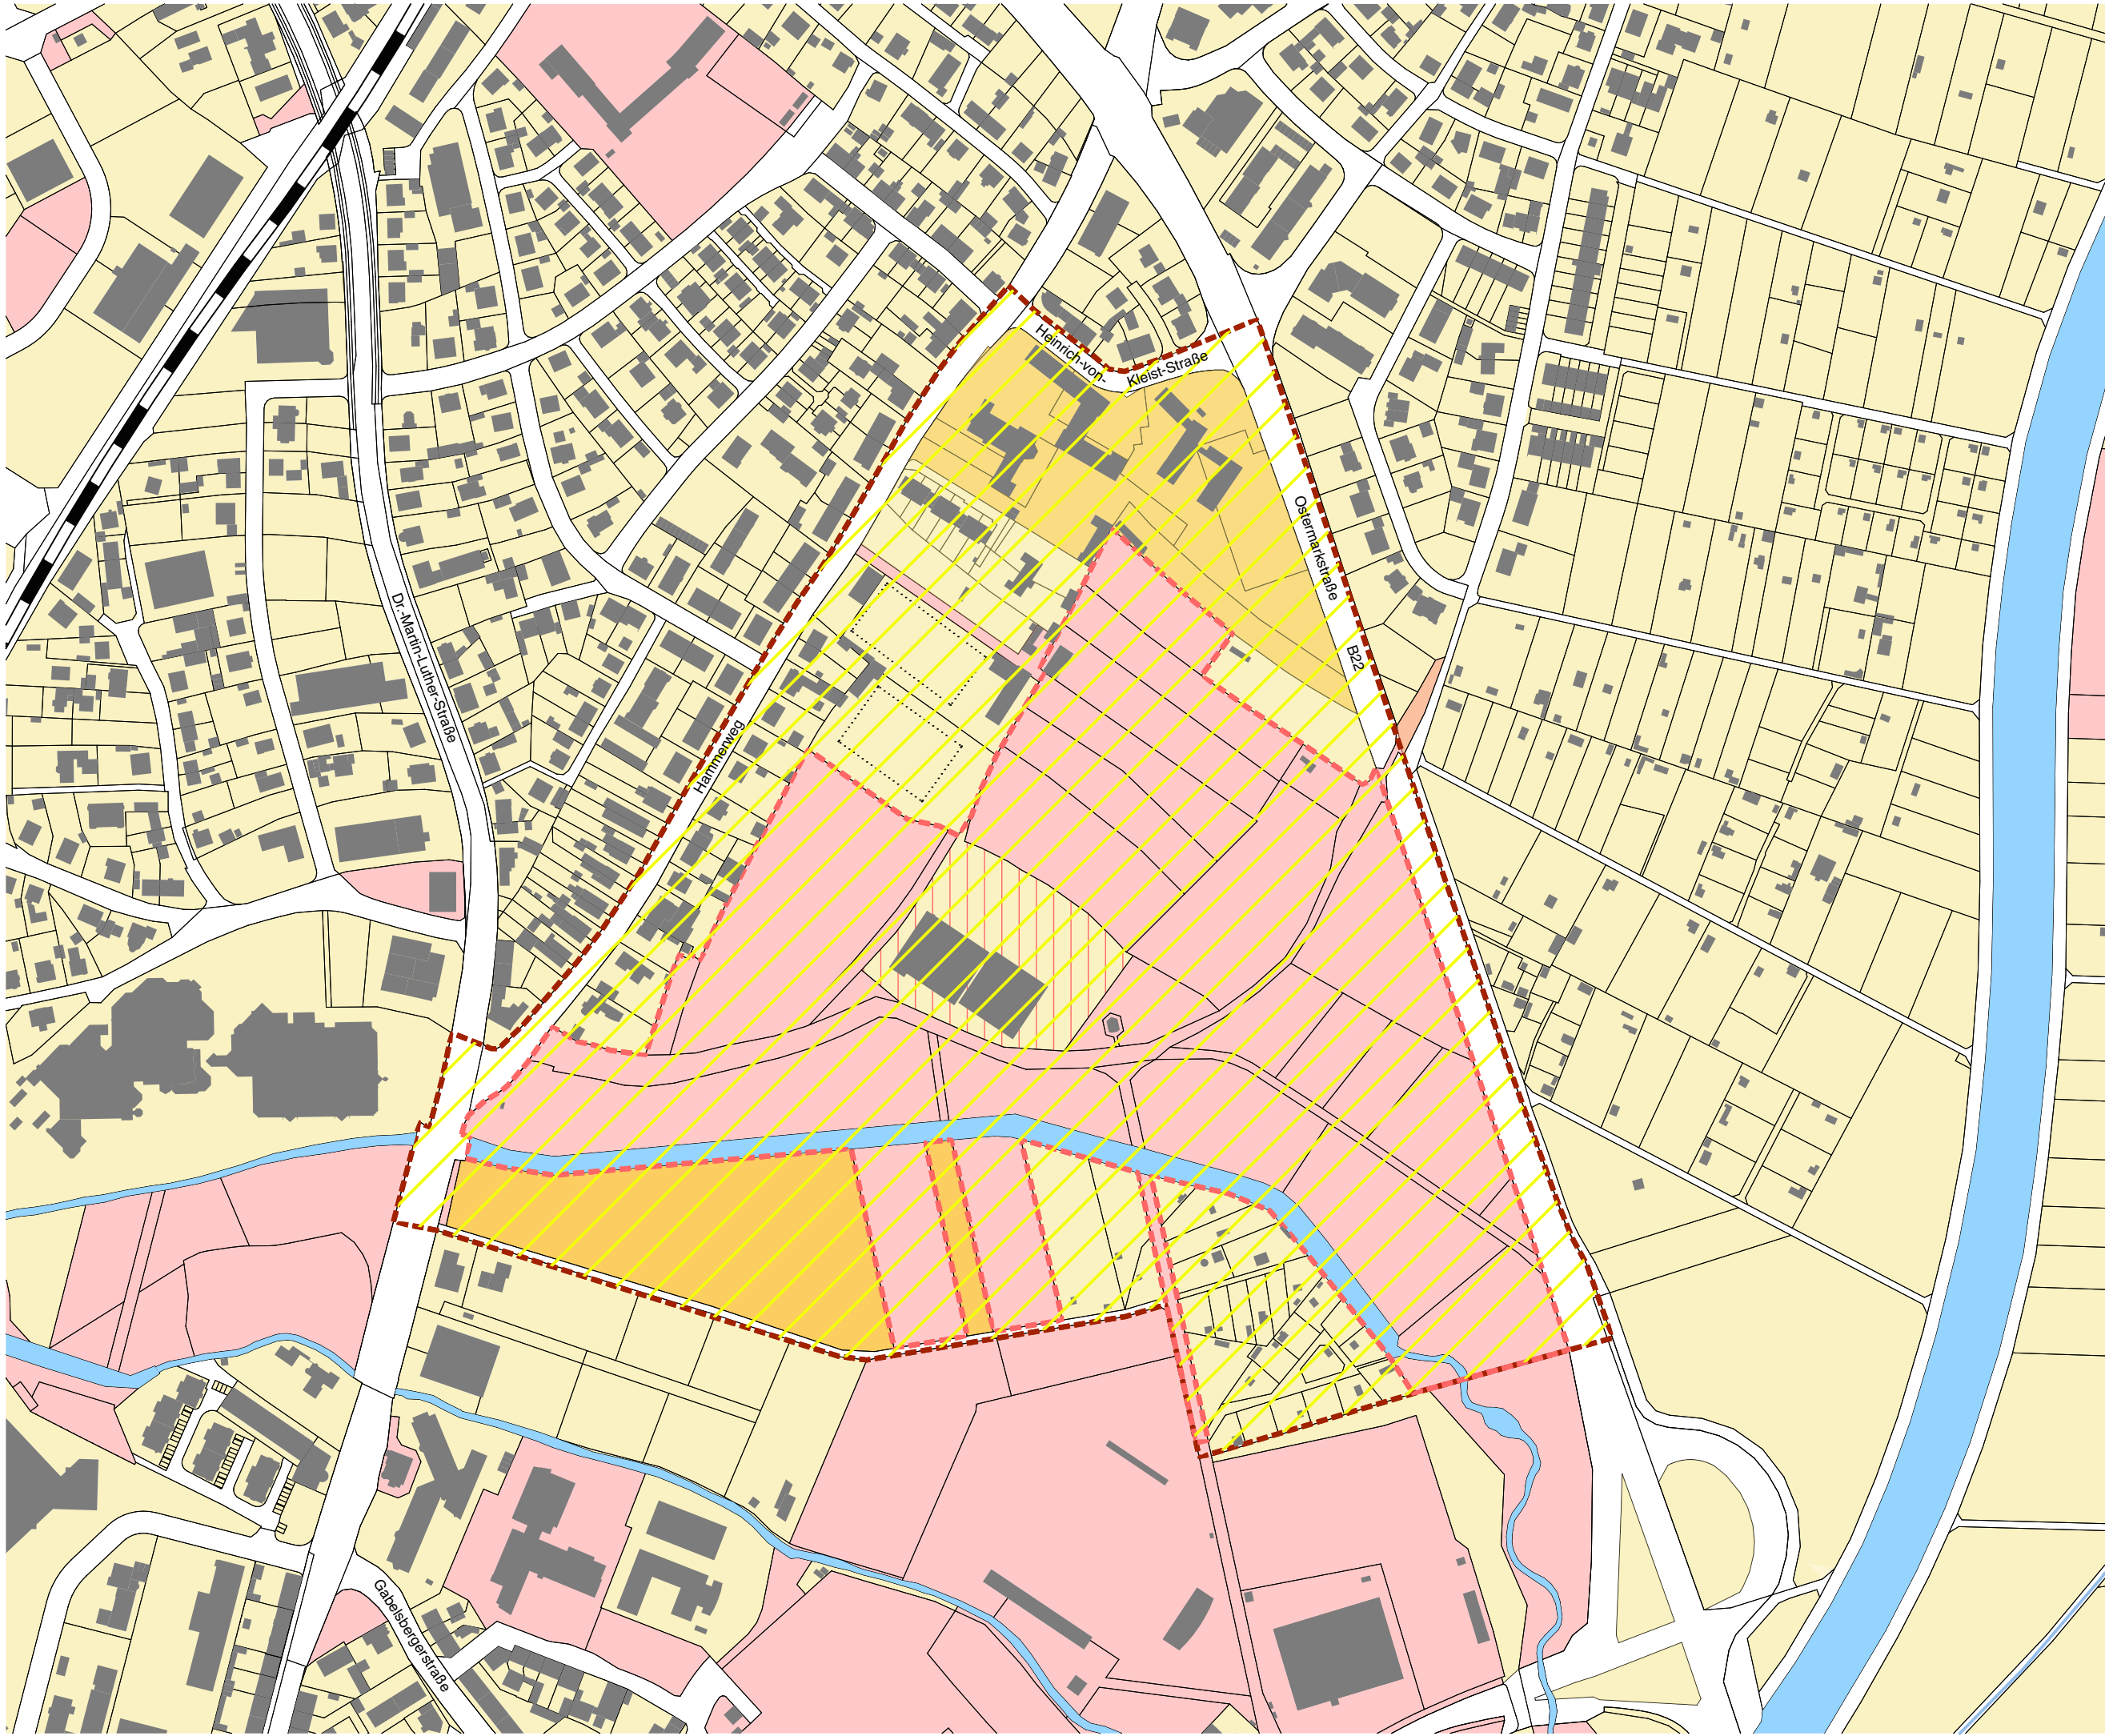 Heinrich-von-
Kleist-Straße
Ostermarkstraße
B22
Dr.-Martin-Luther-Straße
Hammerweg
Gabelsbergerstraße